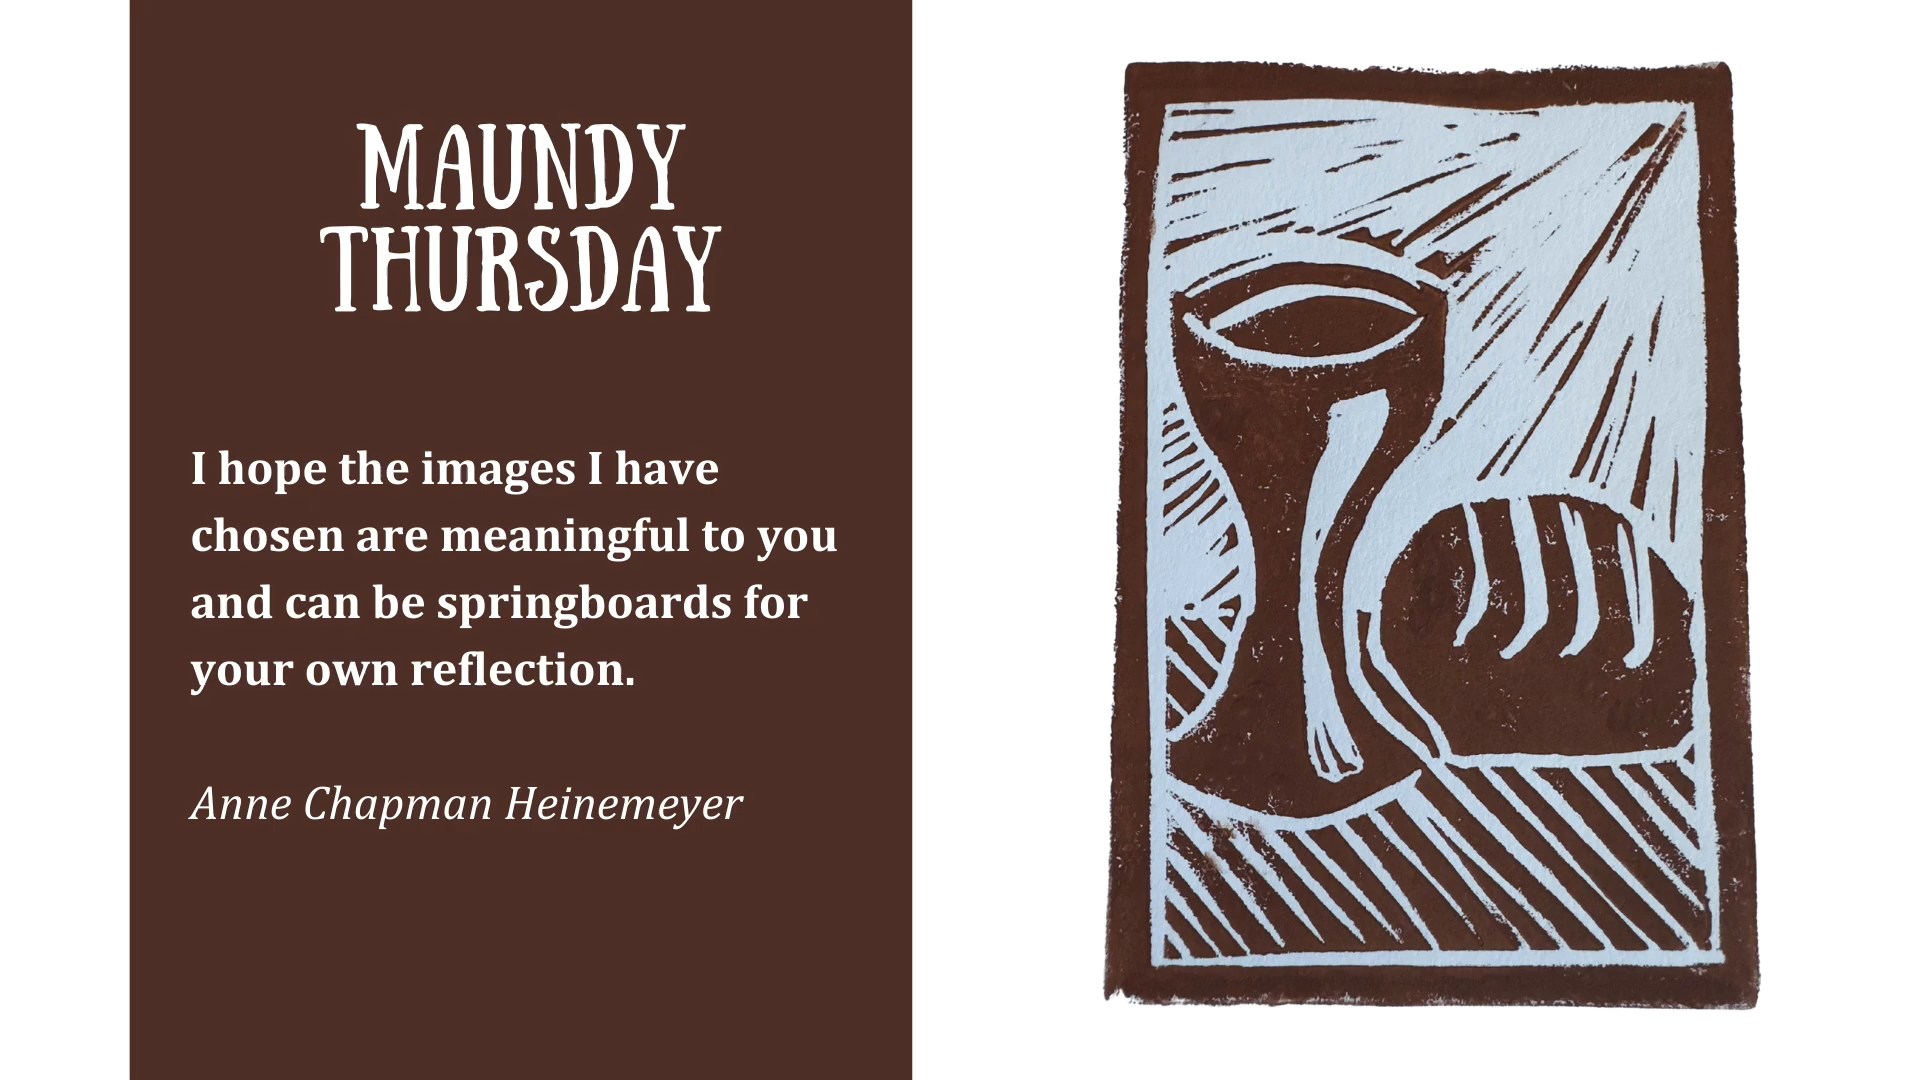 MAUNDY
THURSDAY
I hope the images I have
chosen are meaningful to you
and can be springboards for
your own reflection.
Anne Chapman Heinemeyer